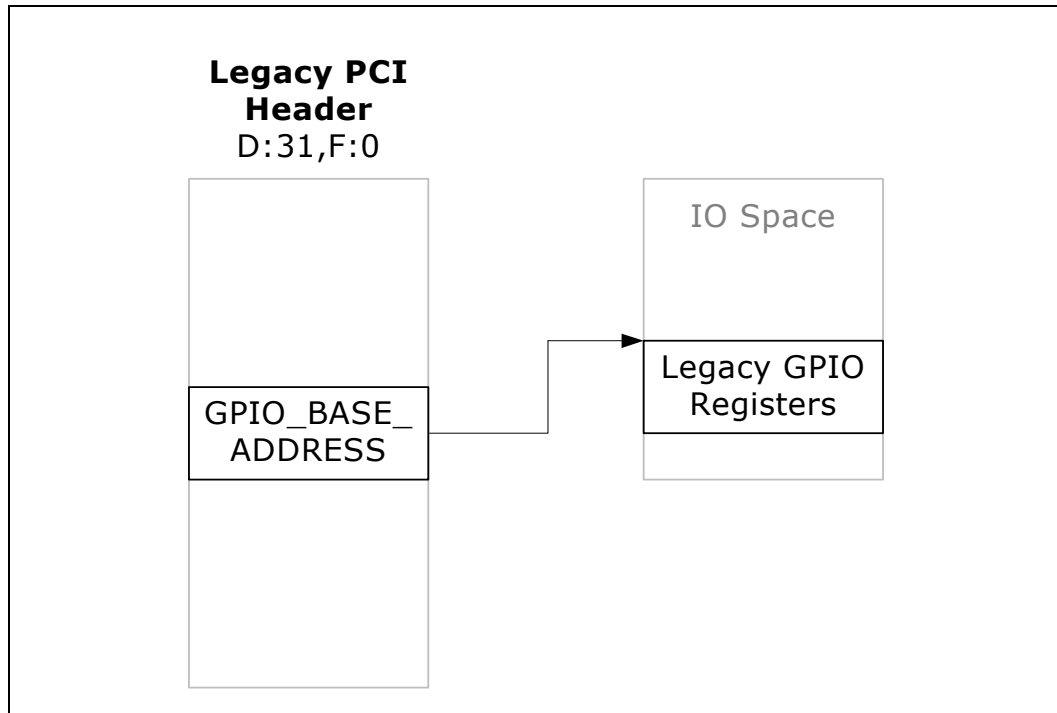 Legacy PCI
Header
D:31,F:0
IO Space
Legacy GPIO
Registers
GPIO_BASE_
ADDRESS